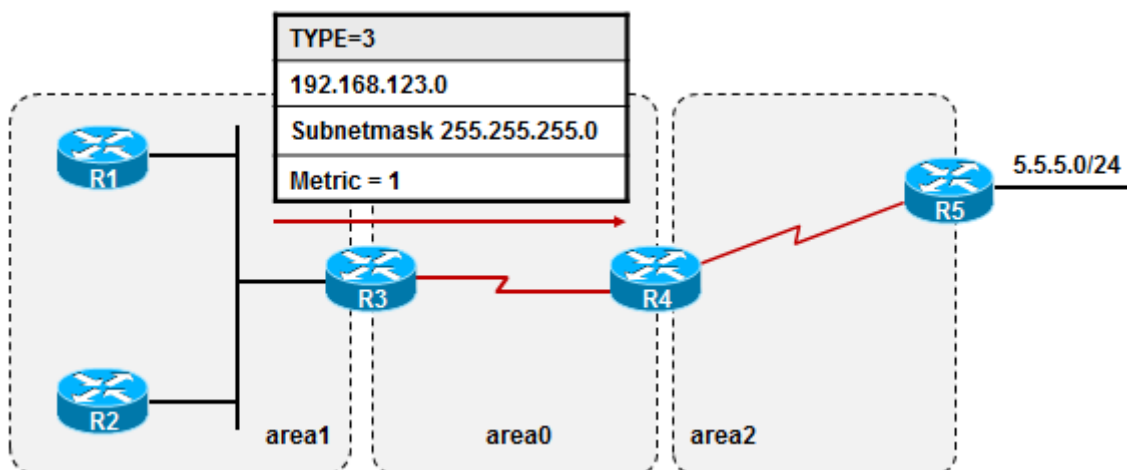 TYPE=3
192.168.123.0
Subnetmask 255.255.255.0
Metric = 1
R1
R2
R3
R4
R5
5.5.5.0/24
area1
area0
area2